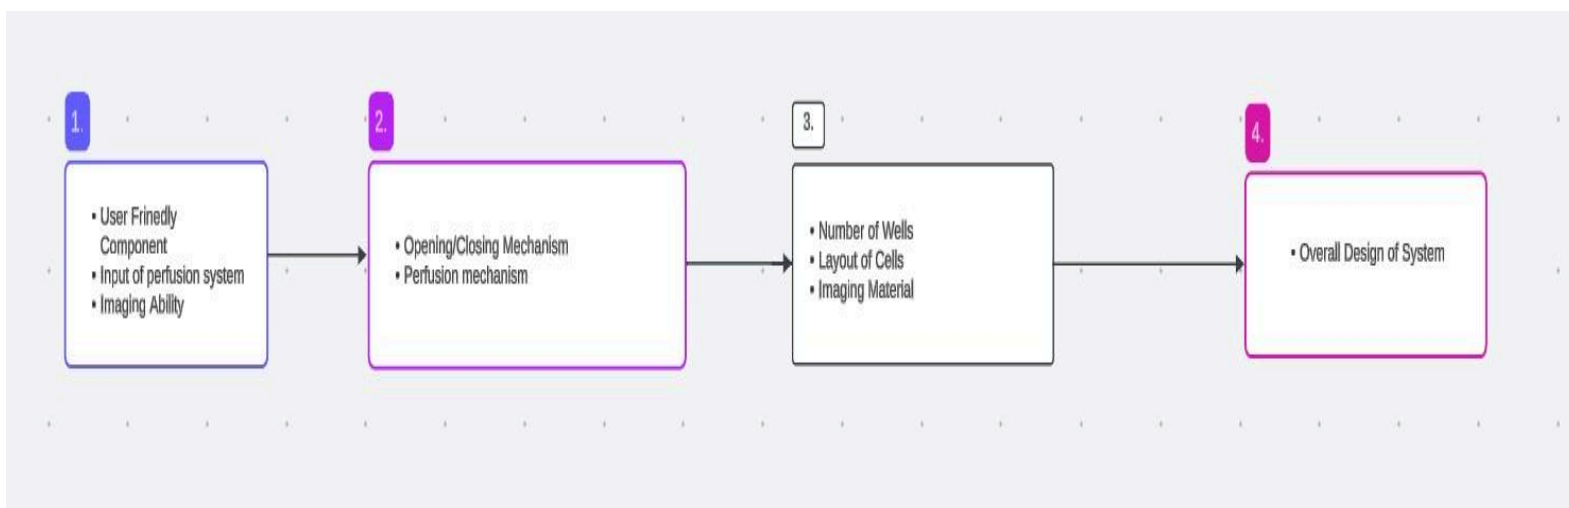 1.
• User Frinedly
Component
• Input of perfusion system
• Imaging Ability
2.
• Opening/Closing Mechanism
• Perfusion mechanism
3.
• Number of Wells
• Layout of Cells
• Imaging Material
4.
• Overall Design of System